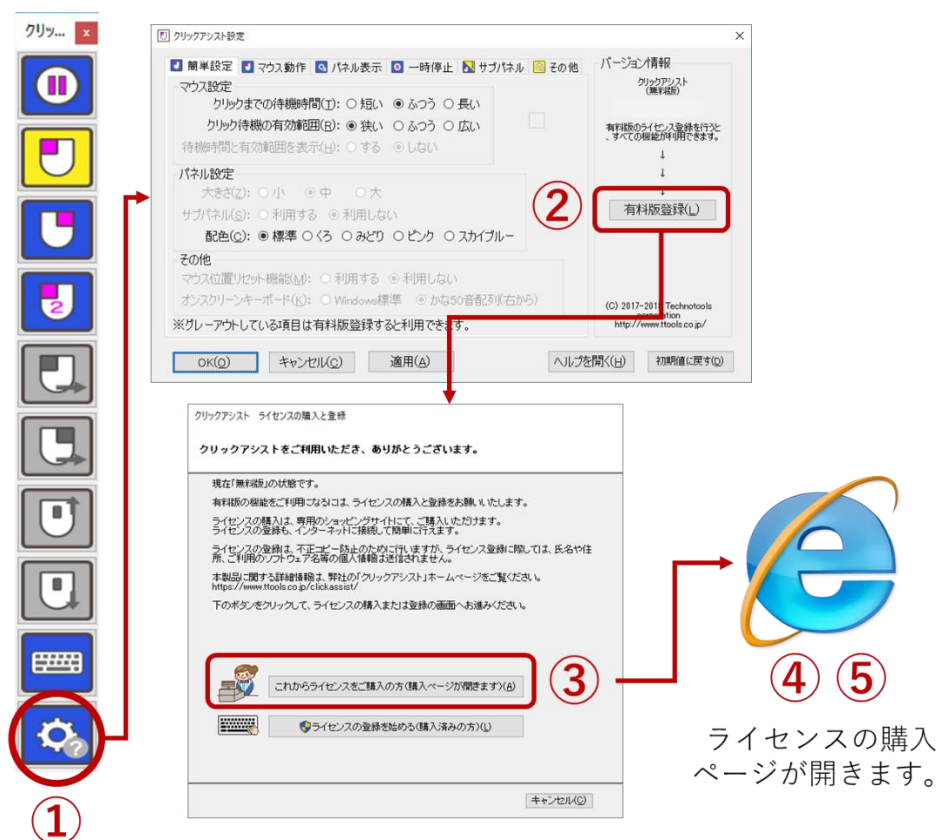 クリッ... x
2
?
①
クリックアシスト設定
簡単設定 マウス動作 パネル表示 一時停止 サブパネル その他
マウス設定
クリックまでの待機時間(T): 短い ふつう 長い
クリック待機の有効範囲(R): 狭い ふつう 広い
待機時間と有効範囲を表示(H): する しない
パネル設定
大きさ(Z): 小 中 大
サブパネル(S): 利用する 利用しない
配色(C): 標準 くろ みどり ピンク スカイブルー
その他
マウス位置リセット機能(M): 利用する 利用しない
オンスクリーンキーボード(K): Windows標準 かな50音配列(右から)
※グレーアウトしている項目は有料版登録すると利用できます。
OK(O) キャンセル(C) 適用(A) ヘルプを開く(H) 初期値に戻す(D)
バージョン情報
クリックアシスト
(無料版)
有料版のライセンス登録を行うと
、すべての機能が利用できます。
↓
↓
↓
②
有料版登録(L)
(C) 2017-2018 Technotools
corporation
http://www.ttools.co.jp/
クリックアシスト ライセンスの購入と登録
クリックアシストをご利用いただき、ありがとうございます。
現在「無料版」の状態です。
有料版の機能をご利用になるには、ライセンスの購入と登録をお願いいたします。
ライセンスの購入は、専用のショッピングサイトにて、ご購入いただけます。
ライセンスの登録も、インターネットに接続して簡単に行えます。
ライセンスの登録は、不正コピー防止のために行いますが、ライセンス登録に際しては、氏名や住
所、ご利用のソフトウェア名等の個人情報は送信されません。
本製品に関する詳細情報は、弊社の「クリックアシスト」ホームページをご覧ください。
https://www.ttools.co.jp/clickassist/
下のボタンをクリックして、ライセンスの購入または登録の画面へお進みください。
これからライセンスをご購入の方(購入ページが開きます)(A)
③
ライセンスの登録を始める(購入済みの方)(L)
キャンセル(C)
④ ⑤
ライセンスの購入
ページが開きます。